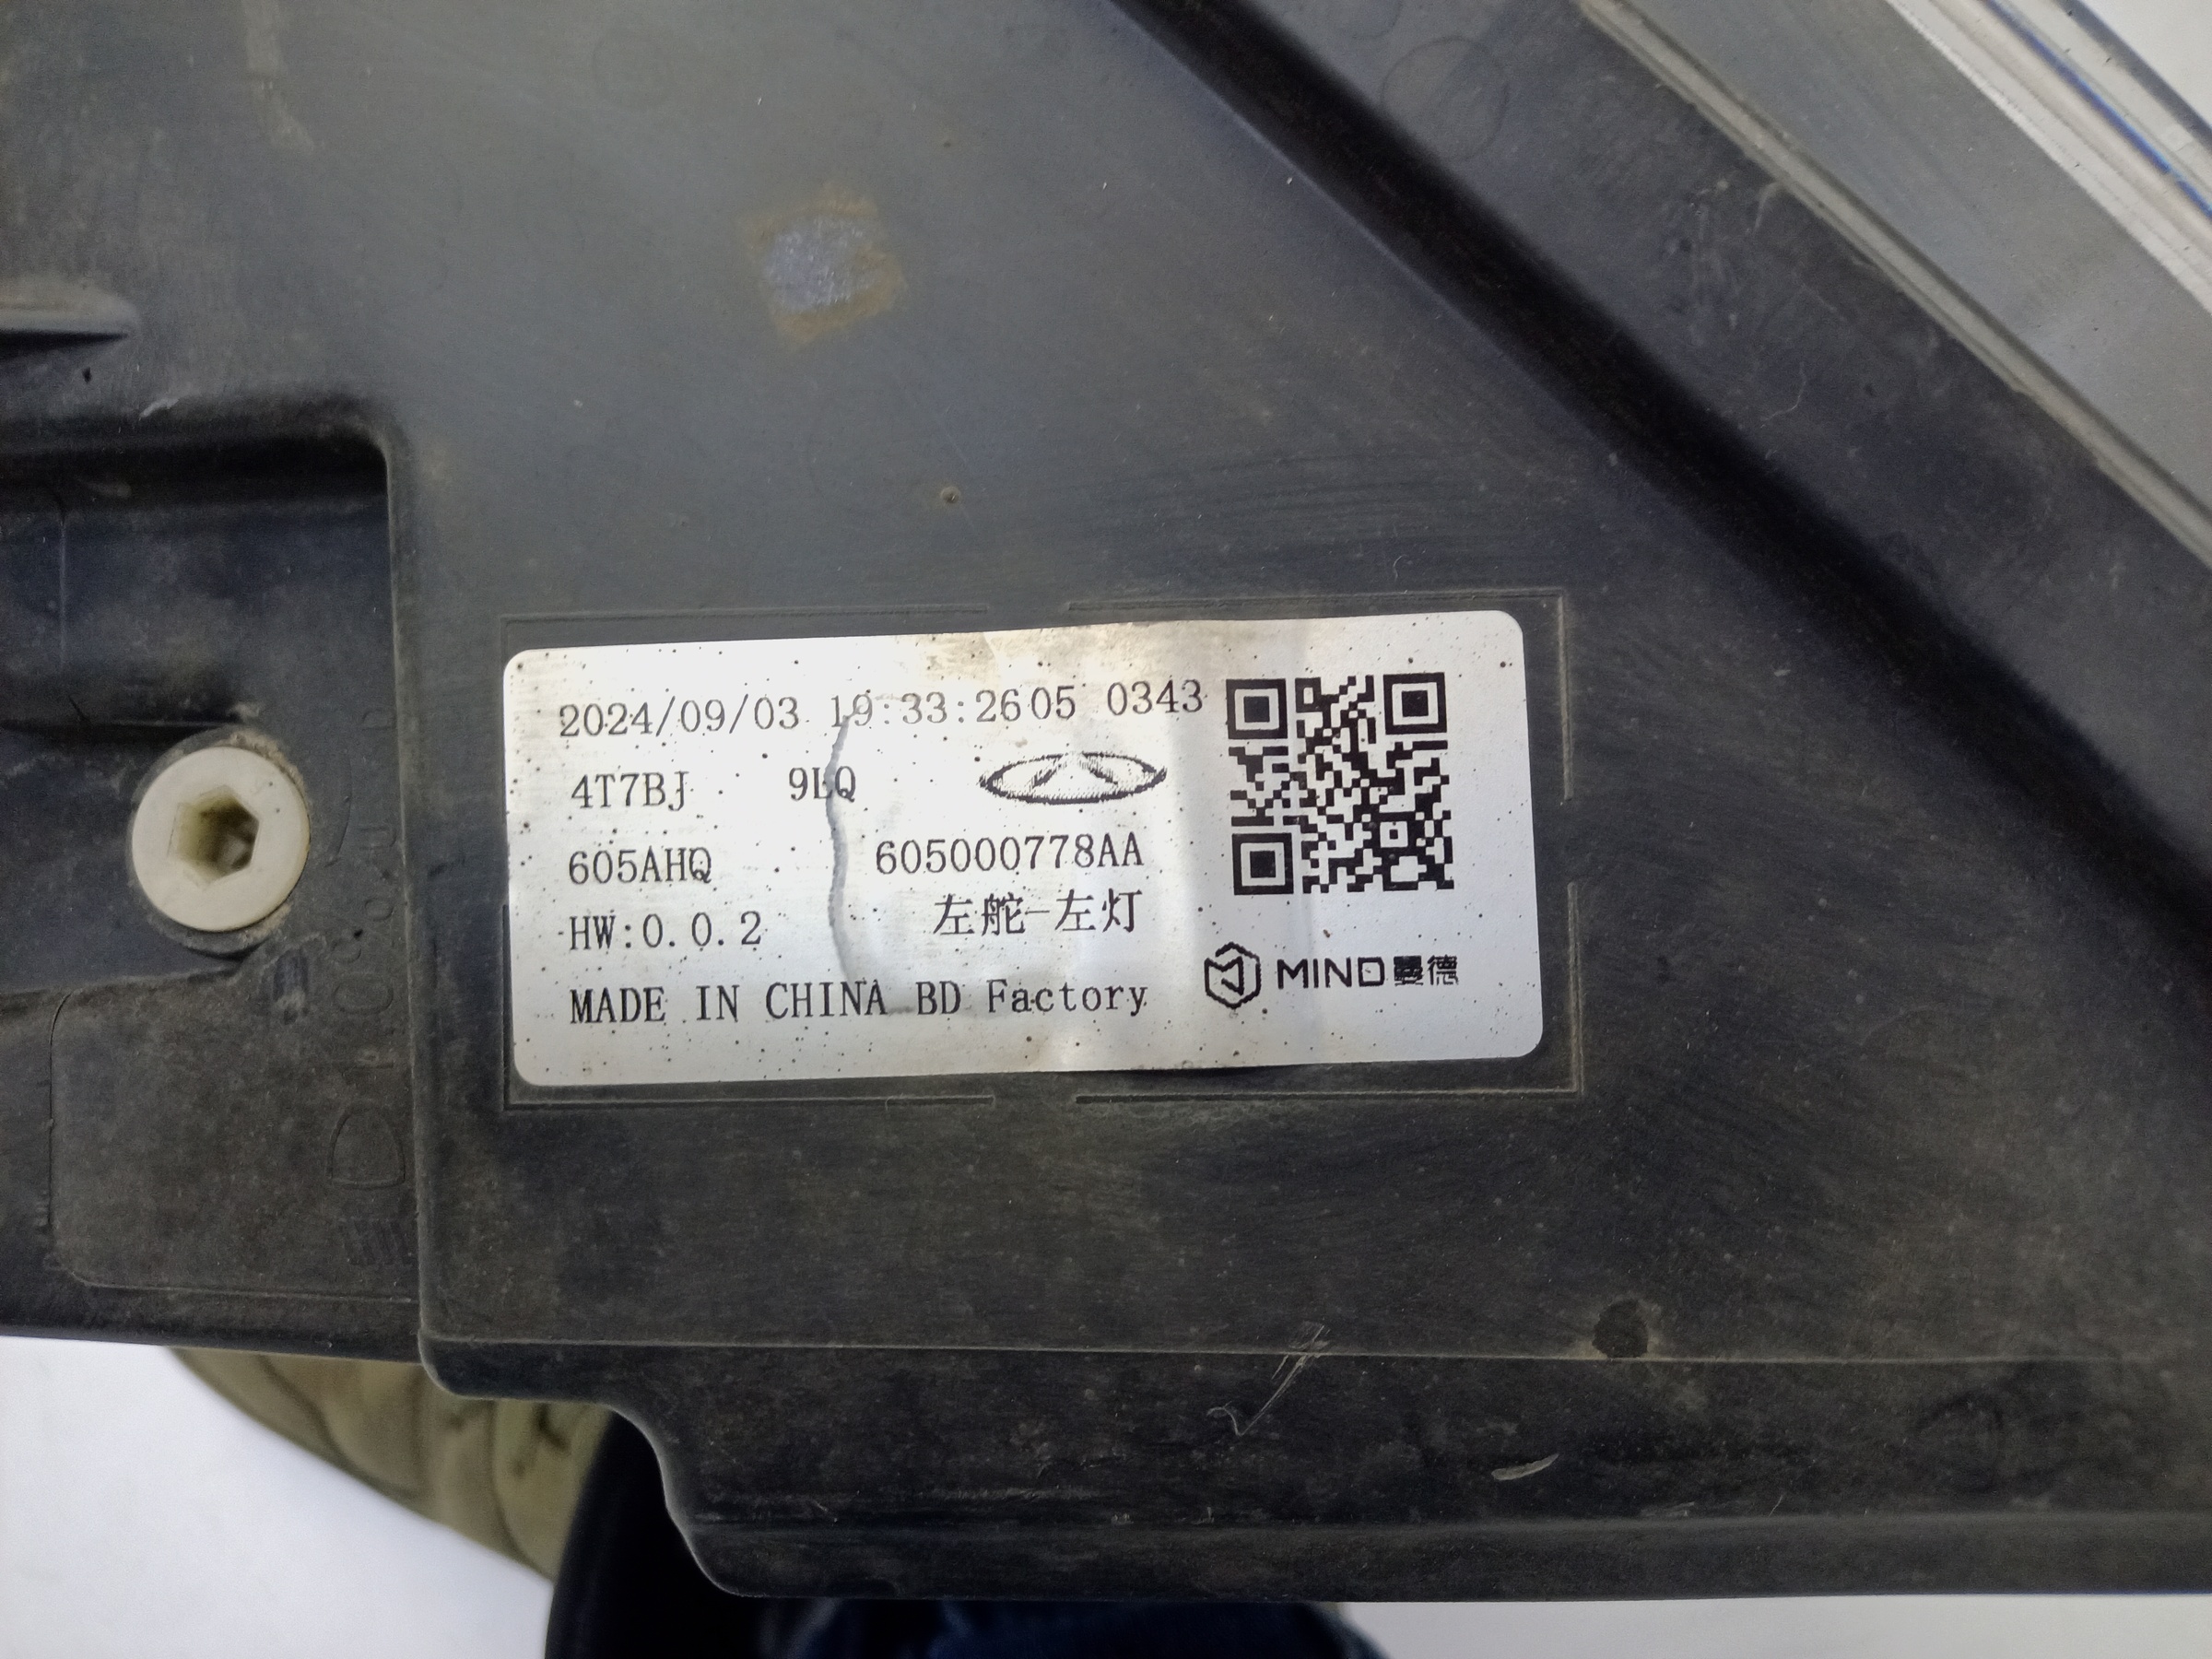 2024/09/03 19:33:2605 0343
4T7BJ 9LQ
605AHQ 605000778AA
HW:0.0.2 左舵-左灯
MADE IN CHINA BD Factory
MIND曼德